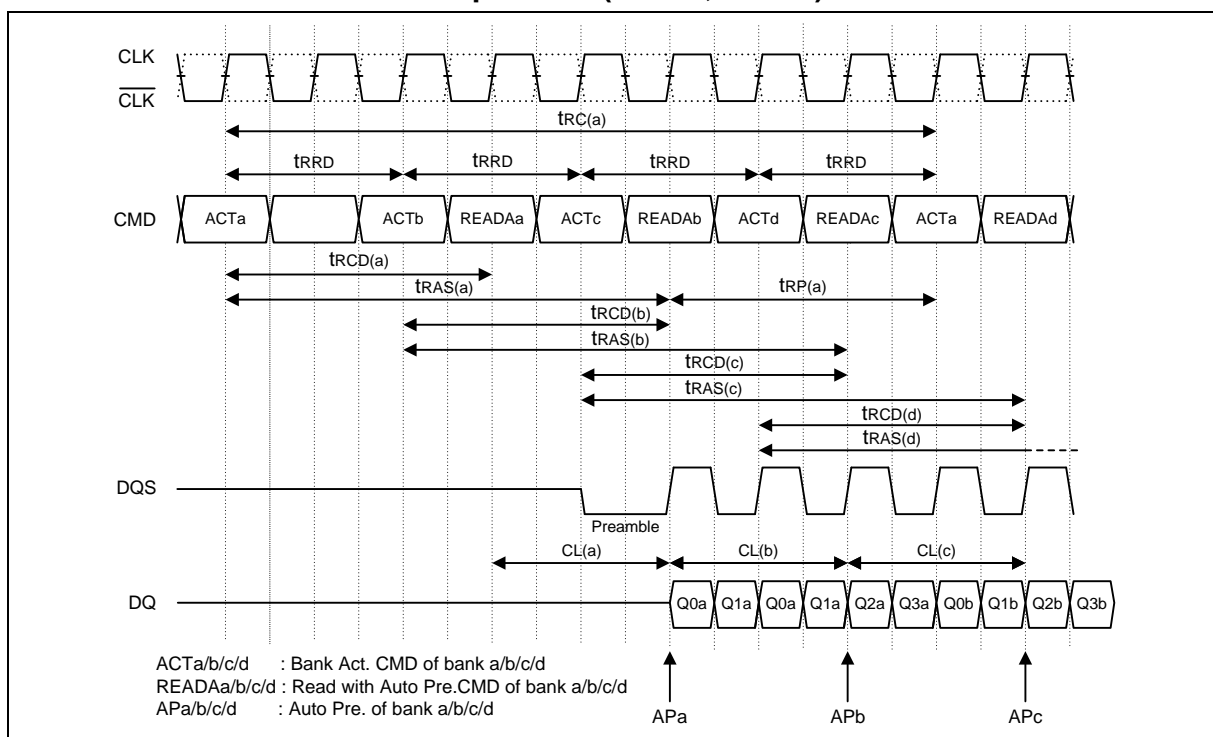 CLK
CLK
tRC(a)
tRRD tRRD tRRD tRRD
CMD ACTa ACTb READAa ACTc READAb ACTd READAc ACTa READAd
tRCD(a)
tRAS(a) tRP(a)
tRCD(b)
tRAS(b)
tRCD(c)
tRAS(c)
tRCD(d)
tRAS(d)
DQS
Preamble
CL(a) CL(b) CL(c)
DQ Q0a Q1a Q0a Q1a Q2a Q3a Q0b Q1b Q2b Q3b
ACTa/b/c/d : Bank Act. CMD of bank a/b/c/d
READAa/b/c/d : Read with Auto Pre.CMD of bank a/b/c/d
APa/b/c/d : Auto Pre. of bank a/b/c/d
APa APb APc